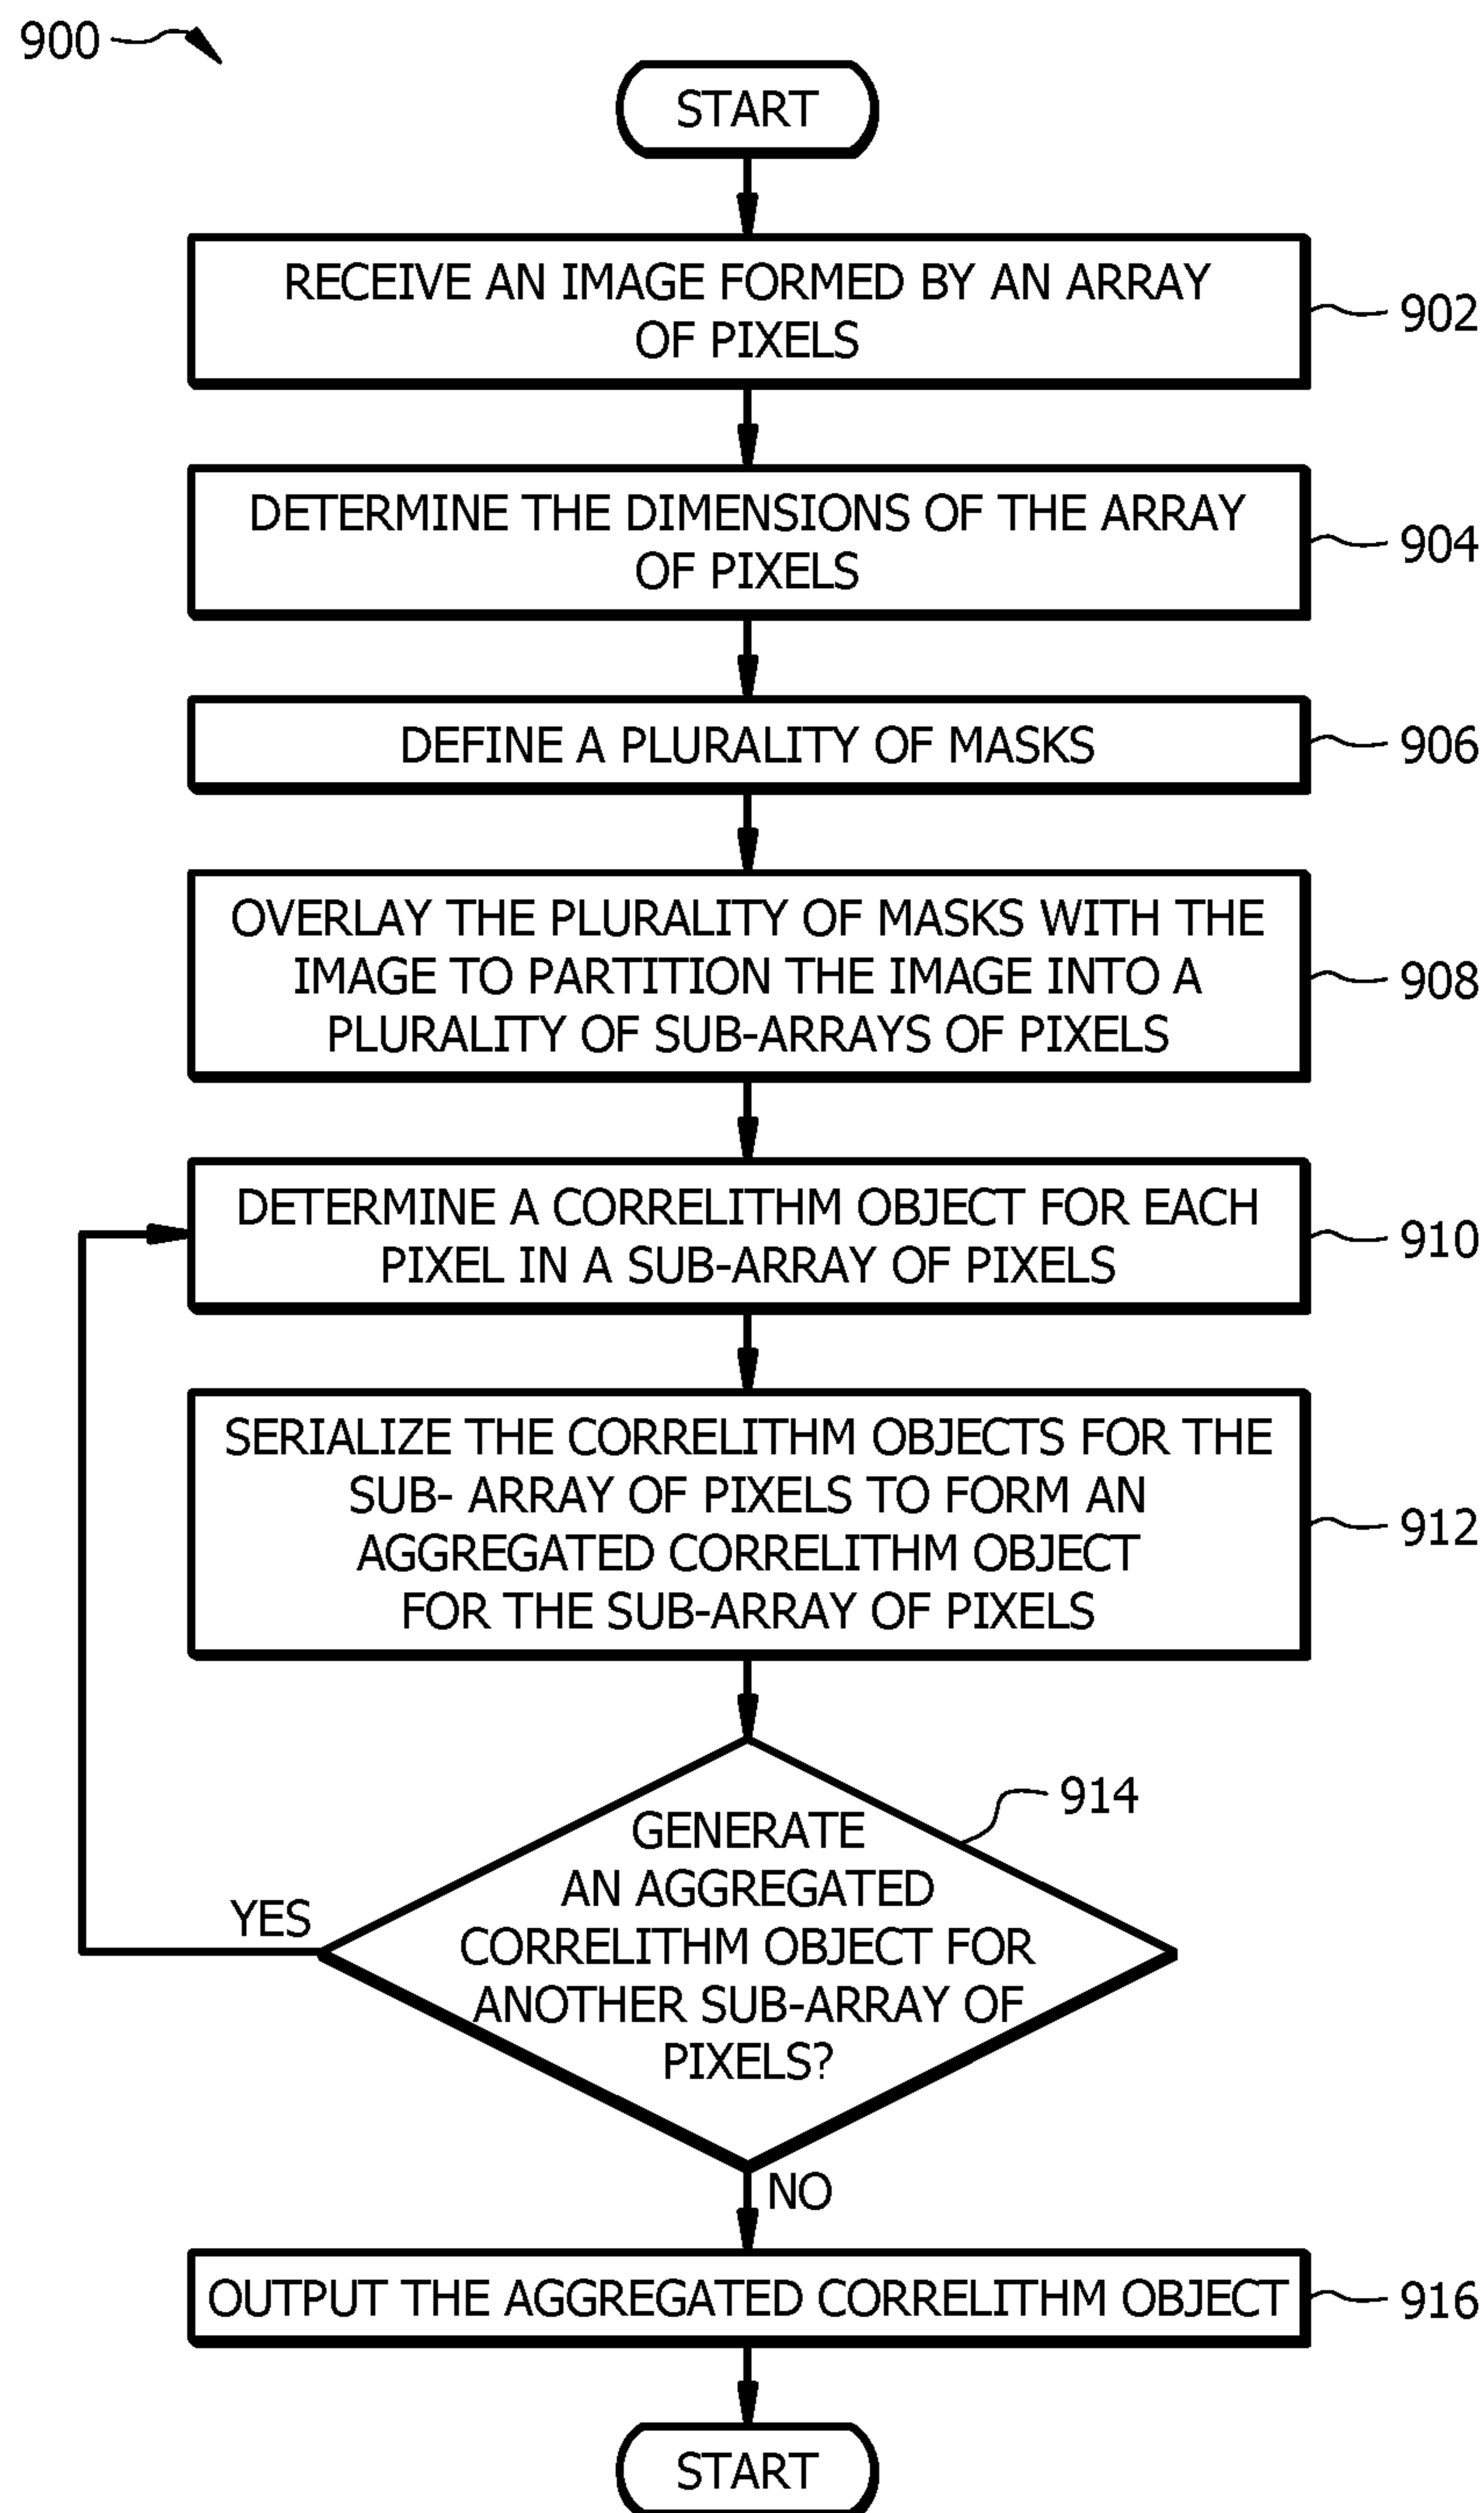 900
START
RECEIVE AN IMAGE FORMED BY AN ARRAY
OF PIXELS
902
DETERMINE THE DIMENSIONS OF THE ARRAY
OF PIXELS
904
DEFINE A PLURALITY OF MASKS
906
OVERLAY THE PLURALITY OF MASKS WITH THE
IMAGE TO PARTITION THE IMAGE INTO A
PLURALITY OF SUB-ARRAYS OF PIXELS
908
DETERMINE A CORRELITHM OBJECT FOR EACH
PIXEL IN A SUB-ARRAY OF PIXELS
910
SERIALIZE THE CORRELITHM OBJECTS FOR THE
SUB- ARRAY OF PIXELS TO FORM AN
AGGREGATED CORRELITHM OBJECT
FOR THE SUB-ARRAY OF PIXELS
912
GENERATE
AN AGGREGATED
CORRELITHM OBJECT FOR
ANOTHER SUB-ARRAY OF
PIXELS?
914
YES
NO
OUTPUT THE AGGREGATED CORRELITHM OBJECT
916
START